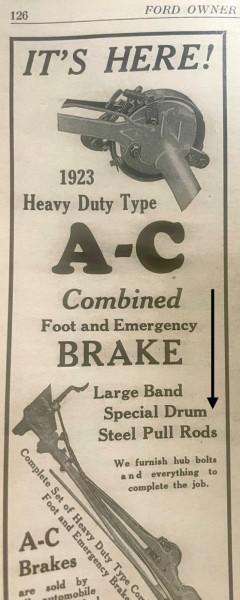 126
FORD OWNER
IT'S HERE!
1923
Heavy Duty Type
A-C
Combined
Foot and Emergency
BRAKE
Large Band
Special Drum
Steel Pull Rods
We furnish hub bolts
and everything to
complete the job.
Complete Set of Heavy Duty Type Com
Foot and Emergency Brake
A-C
Brakes
are sold by
automobile